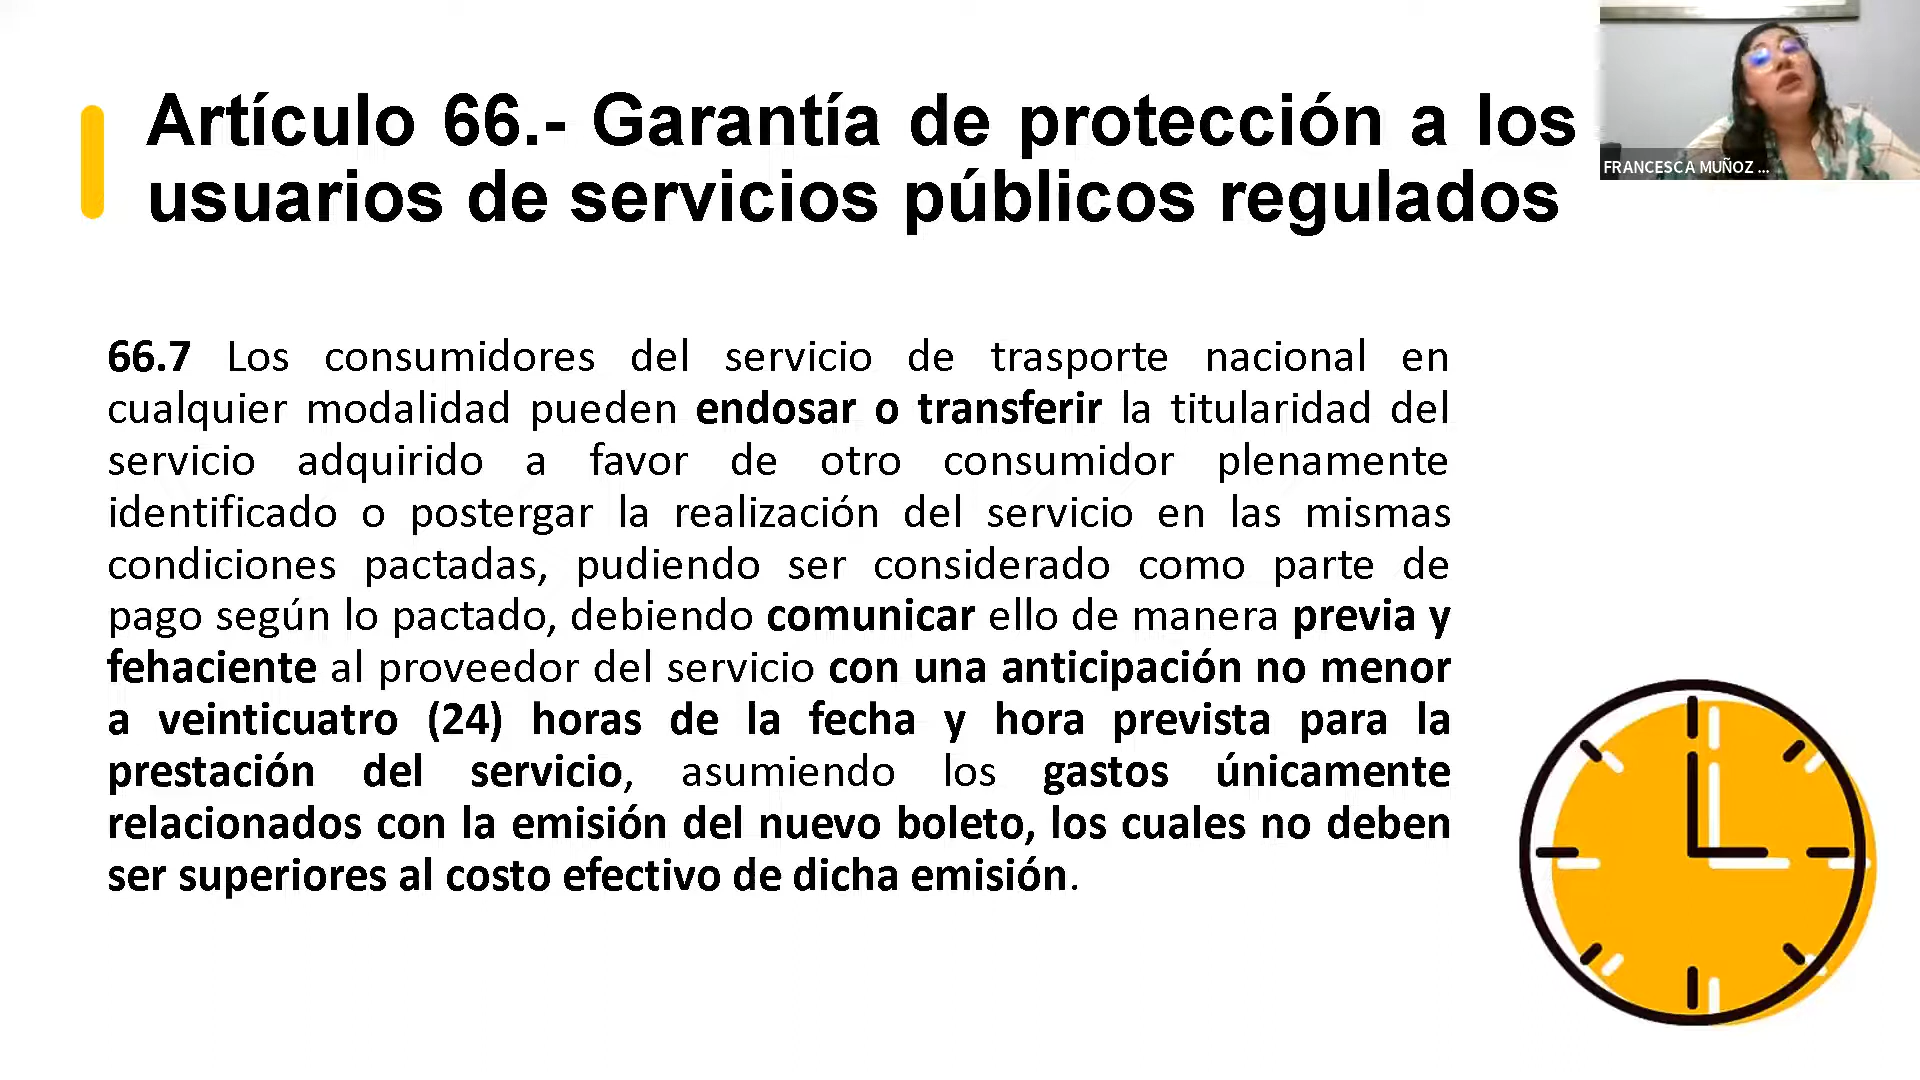 Artículo 66.- Garantía de protección a los
usuarios de servicios públicos regulados
FRANCESCA MUÑOZ ...
66.7 Los consumidores del servicio de trasporte nacional en
cualquier modalidad pueden endosar o transferir la titularidad del
servicio adquirido a favor de otro consumidor plenamente
identificado o postergar la realización del servicio en las mismas
condiciones pactadas, pudiendo ser considerado como parte de
pago según lo pactado, debiendo comunicar ello de manera previa y
fehaciente al proveedor del servicio con una anticipación no menor
a veinticuatro (24) horas de la fecha y hora prevista para la
prestación del servicio, asumiendo los gastos únicamente
relacionados con la emisión del nuevo boleto, los cuales no deben
ser superiores al costo efectivo de dicha emisión.